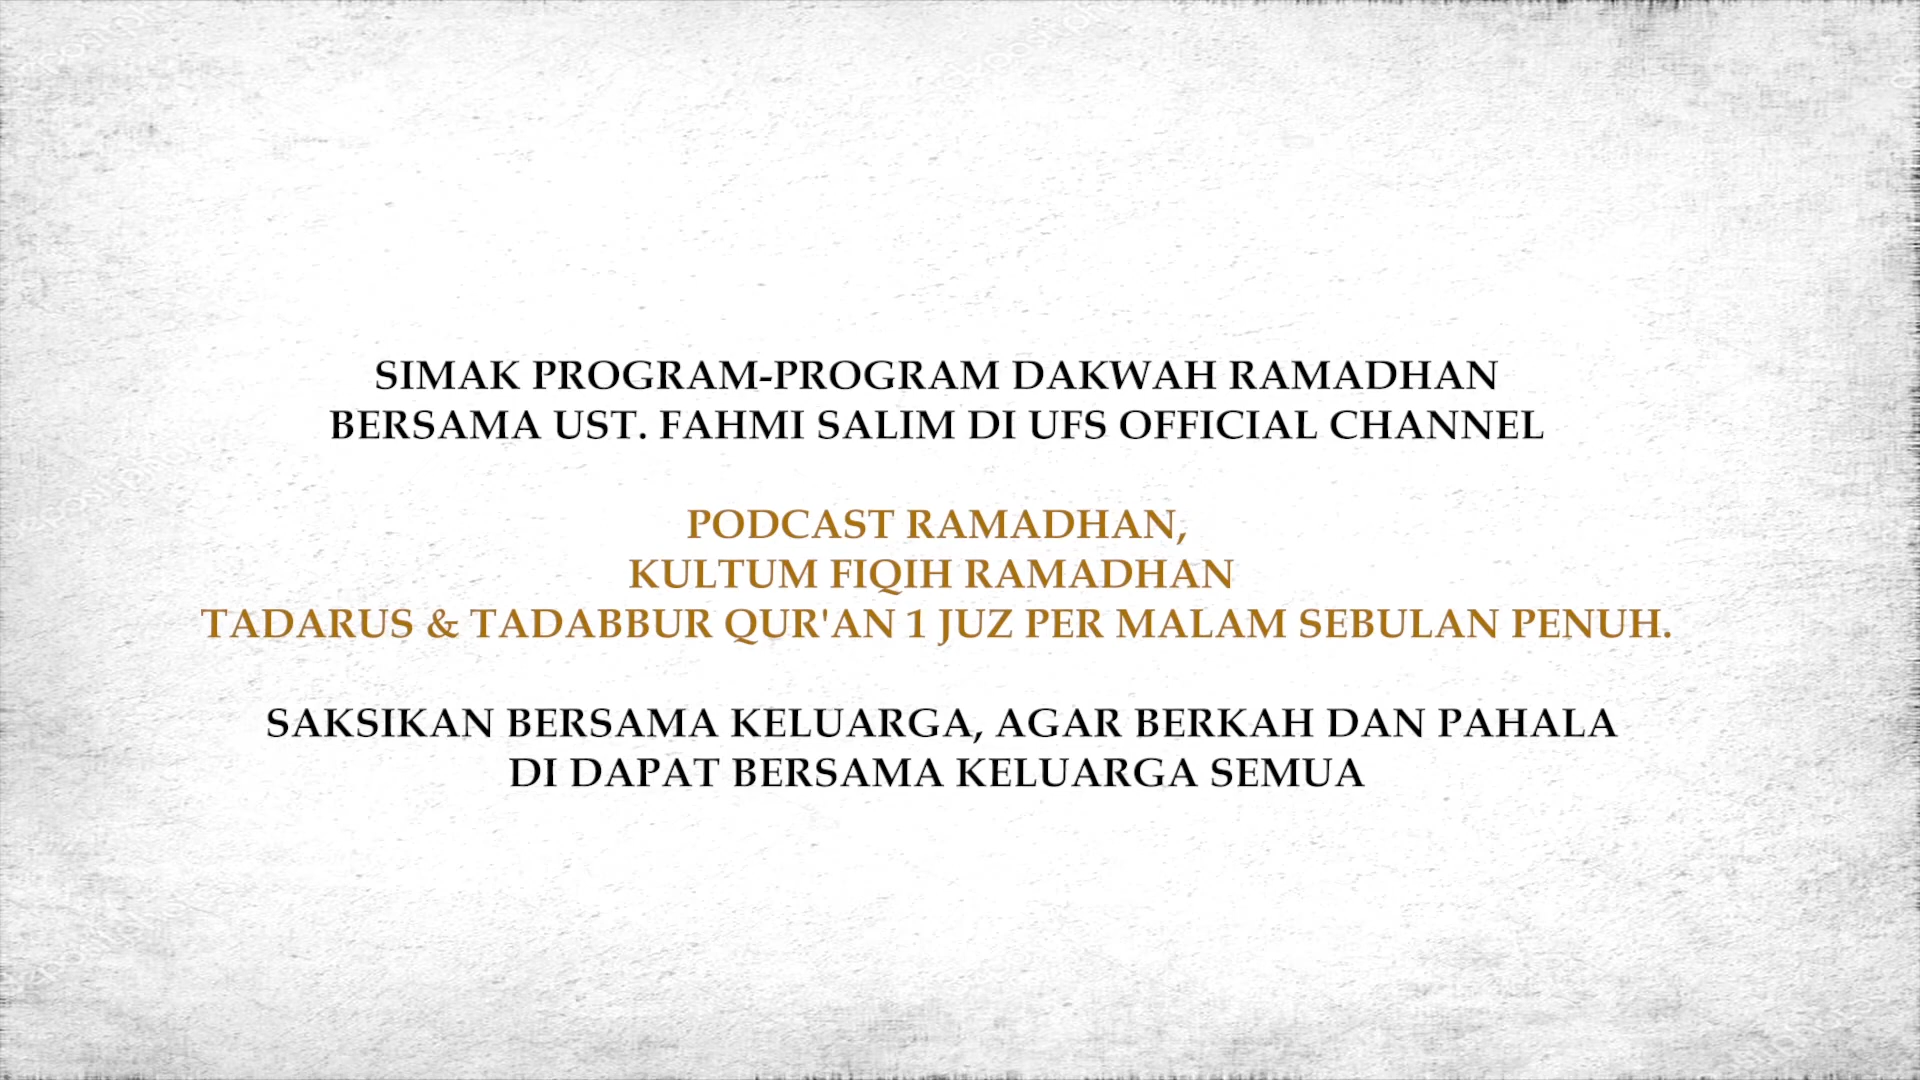 SIMAK PROGRAM-PROGRAM DAKWAH RAMADHAN
BERSAMA UST. FAHMI SALIM DI UFS OFFICIAL CHANNEL
PODCAST RAMADHAN,
KULTUM FIQIH RAMADHAN
TADARUS & TADABBUR QUR'AN 1 JUZ PER MALAM SEBULAN PENUH.
SAKSIKAN BERSAMA KELUARGA, AGAR BERKAH DAN PAHALA
DI DAPAT BERSAMA KELUARGA SEMUA